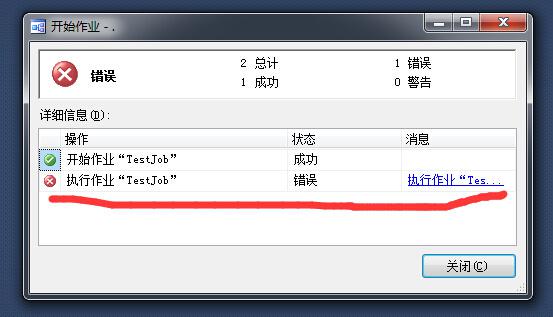 开始作业 - .
错误
2 总计
1 错误
1 成功
0 警告
详细信息(D):
操作 状态 消息
开始作业“TestJob” 成功
执行作业“TestJob” 错误 执行作业“Tes...
关闭(C)